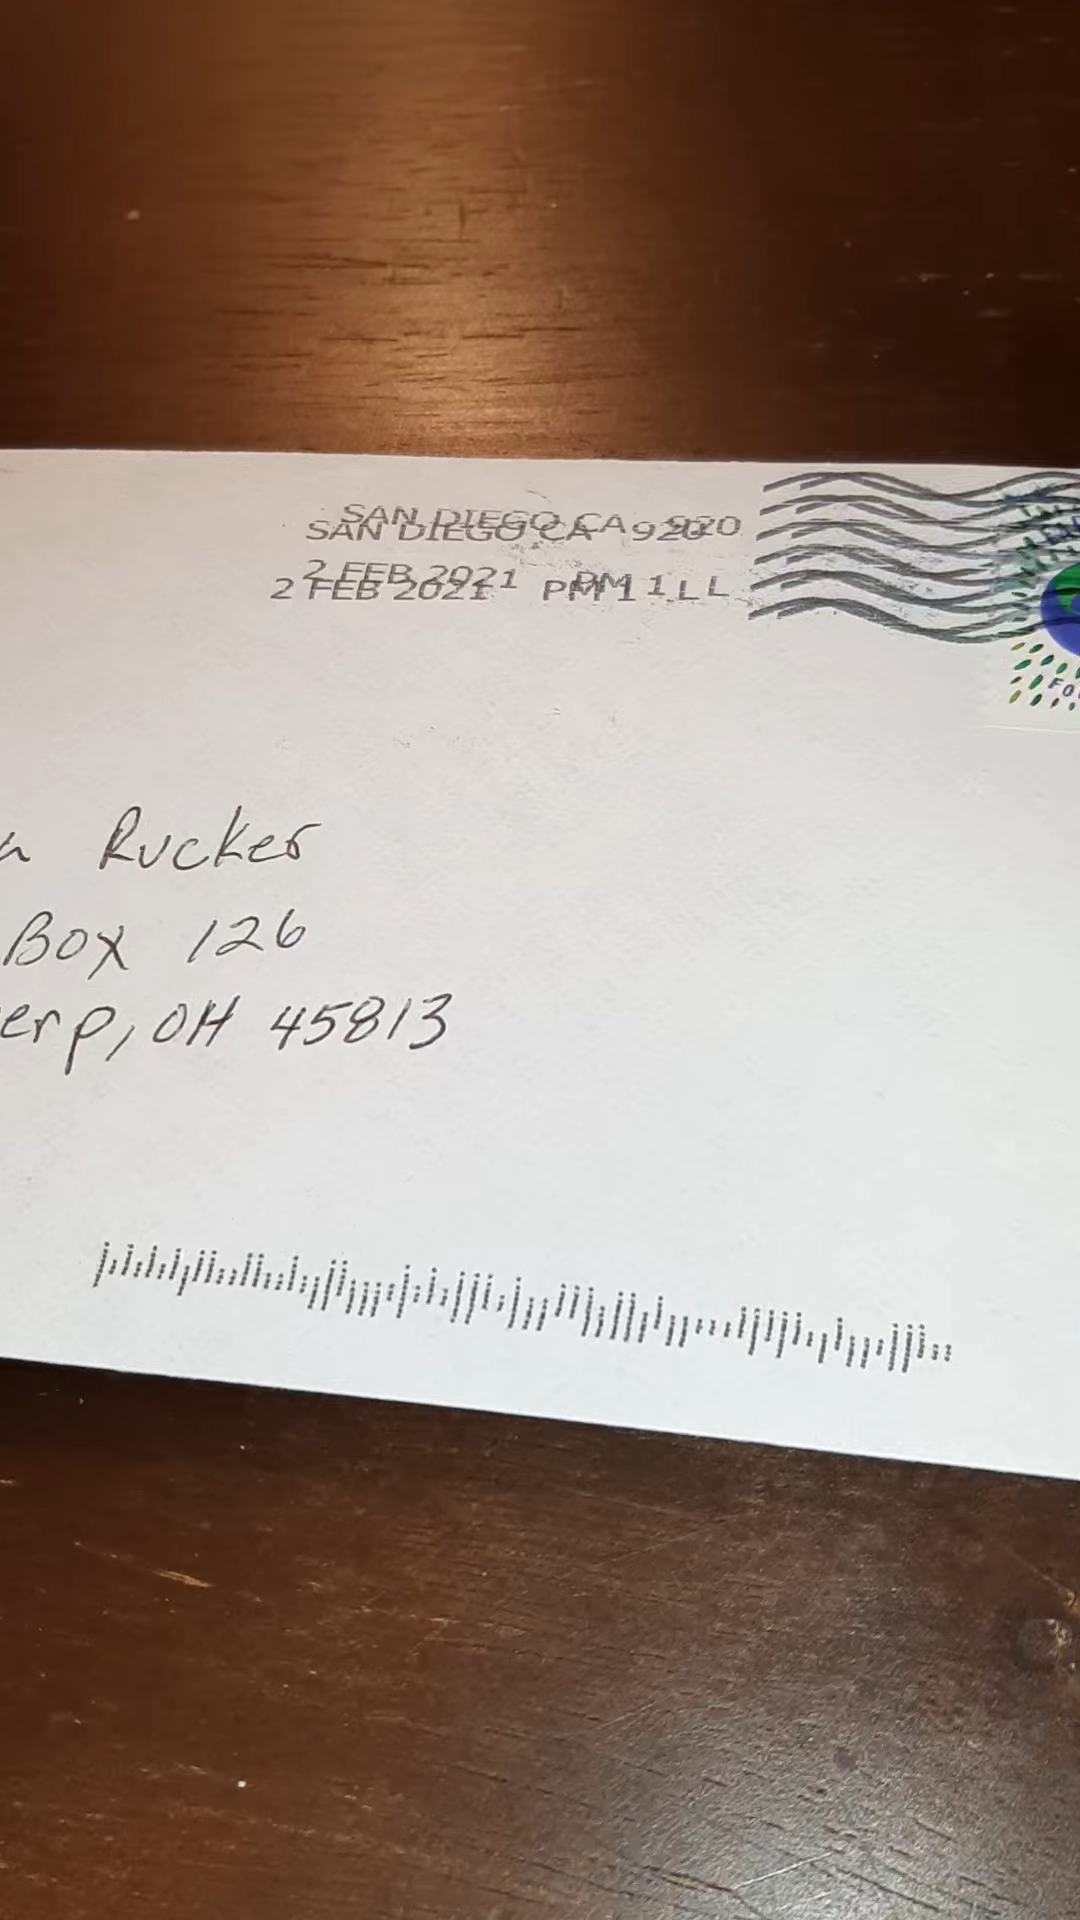 SAN DIEGO CA 920
2 FEB 2021 PM 1 L
Rucker
Box 126
erp, OH 45813